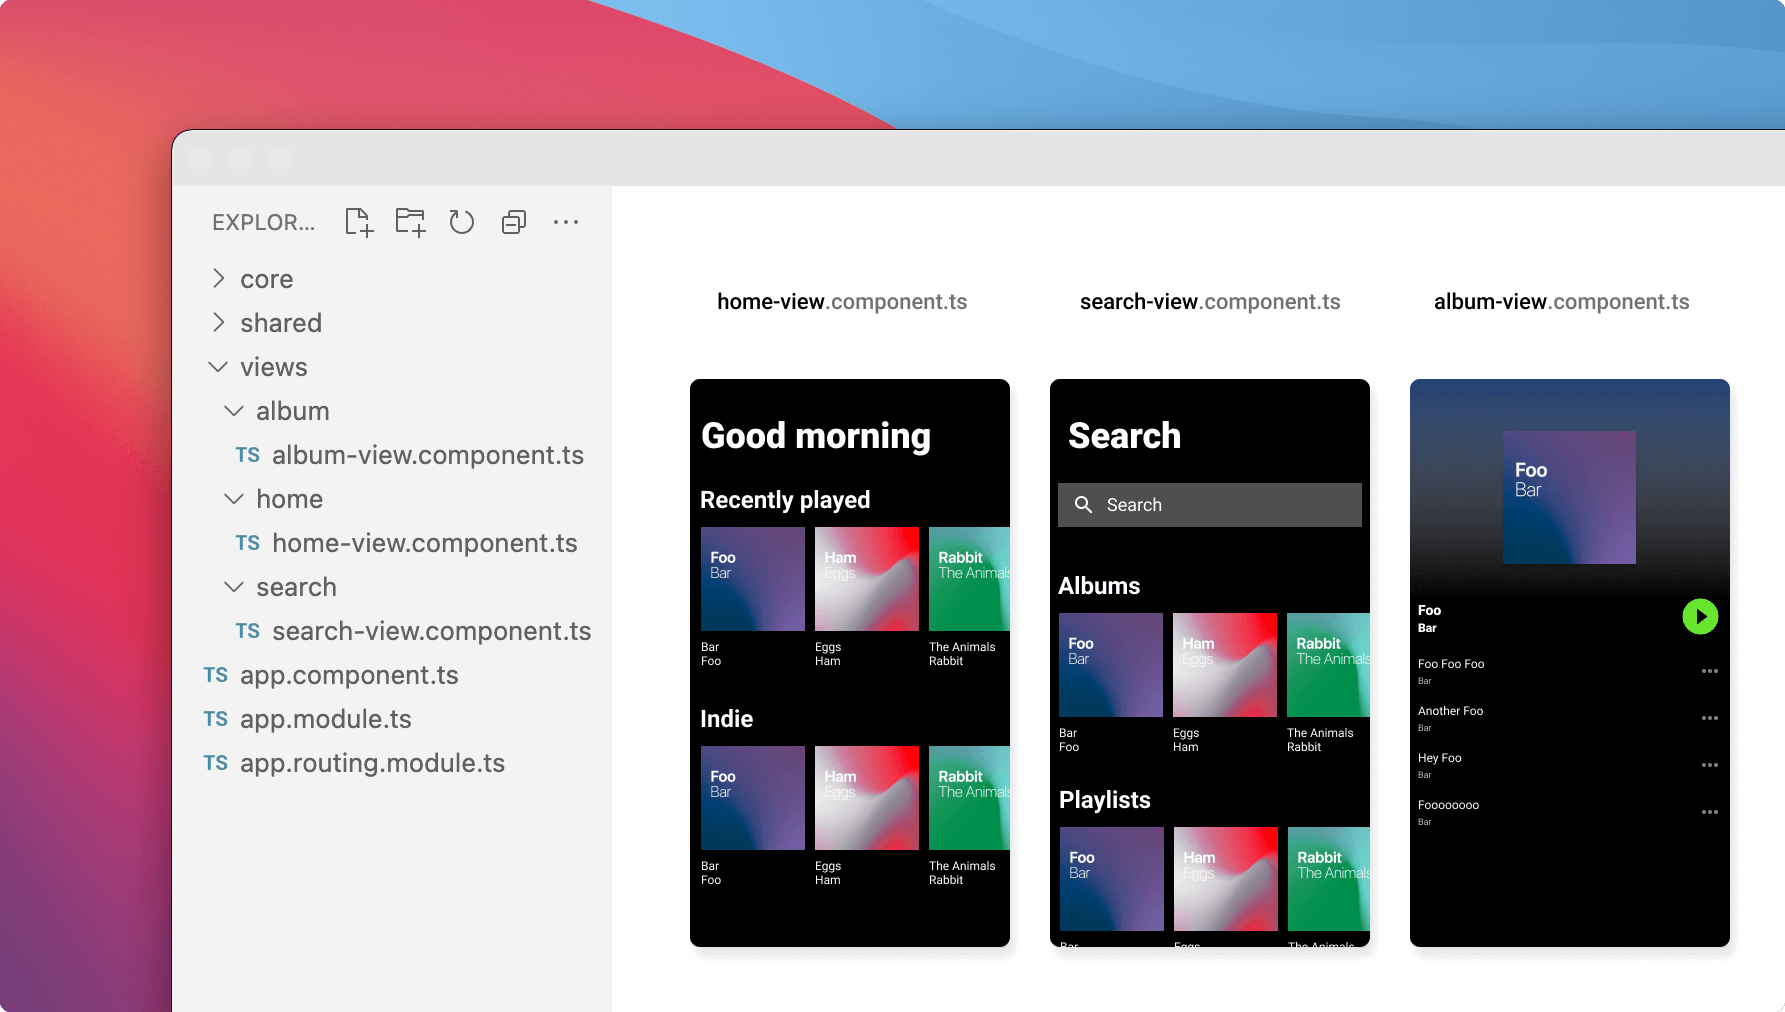 EXPLOR...
core
shared
views
album
TS album-view.component.ts
home
TS home-view.component.ts
search
TS search-view.component.ts
TS app.component.ts
TS app.module.ts
TS app.routing.module.ts
home-view.component.ts
Good morning
Recently played
Foo
Bar
Ham
Eggs
Rabbit
The Animals
Bar
Foo
Eggs
Ham
The Animals
Rabbit
Indie
Foo
Bar
Ham
Eggs
Rabbit
The Animals
Bar
Foo
Eggs
Ham
The Animals
Rabbit
search-view.component.ts
Search
Search
Albums
Foo
Bar
Ham
Eggs
Rabbit
The Animals
Bar
Foo
Eggs
Ham
The Animals
Rabbit
Playlists
Foo
Bar
Ham
Eggs
Rabbit
The Animals
Bar
Eggs
The Animals
album-view.component.ts
Foo
Bar
Foo
Bar
Foo Foo Foo
Bar
Another Foo
Bar
Hey Foo
Bar
Foooooooo
Bar